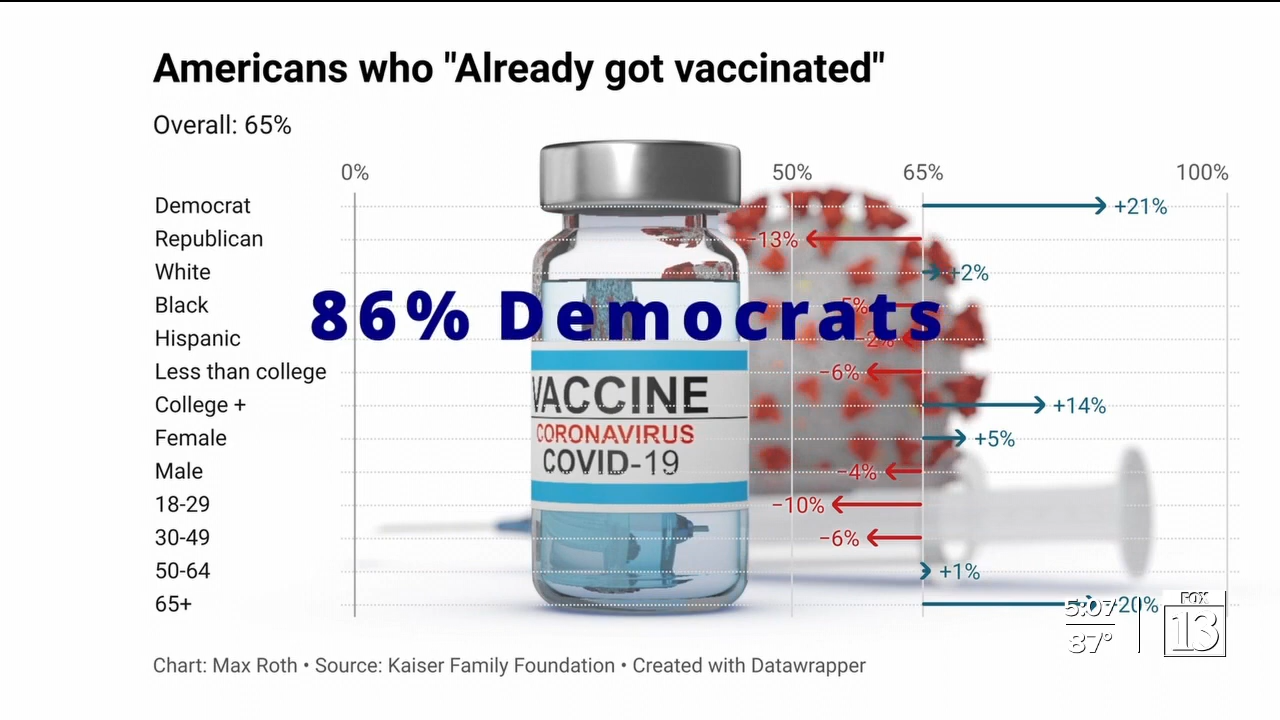 Americans who "Already got vaccinated"
Overall: 65%
0% 50% 65% 100%
Democrat +21%
Republican −13%
White +2%
Black 5%
86% Democrats
Hispanic −2%
Less than college −6%
VACCINE
College + +14%
CORONAVIRUS
Female +5%
COVID-19
Male −4%
18-29 −10%
30-49 −6%
50-64 +1%
65+ 20%
5:07
87°
FOX
13
Chart: Max Roth • Source: Kaiser Family Foundation • Created with Datawrapper